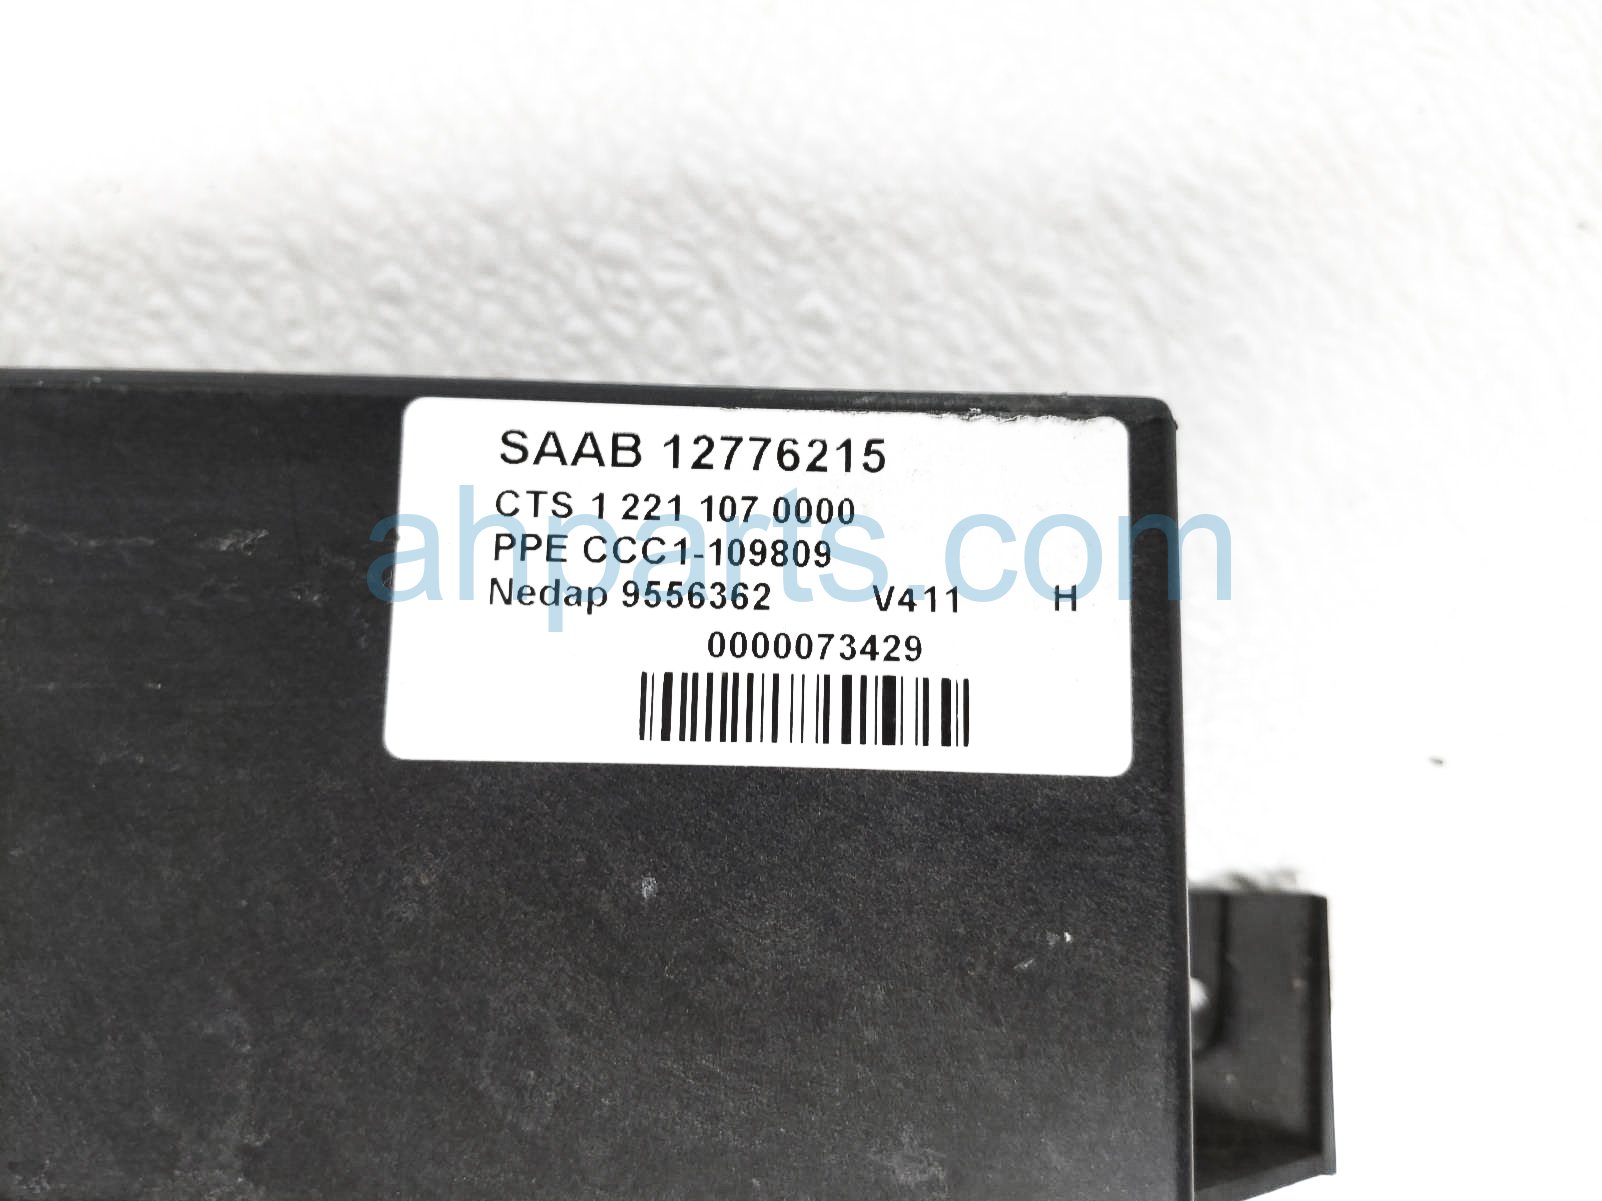 SAAB 12776215
CTS 1 221 107 0000
PPE CCC1-109809
Nedap 9556362 V411 H
0000073429
ahparts.com